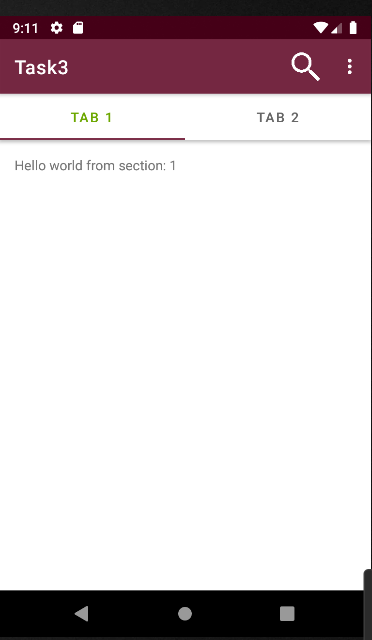 9:11
Task3
TAB 1 TAB 2
Hello world from section: 1